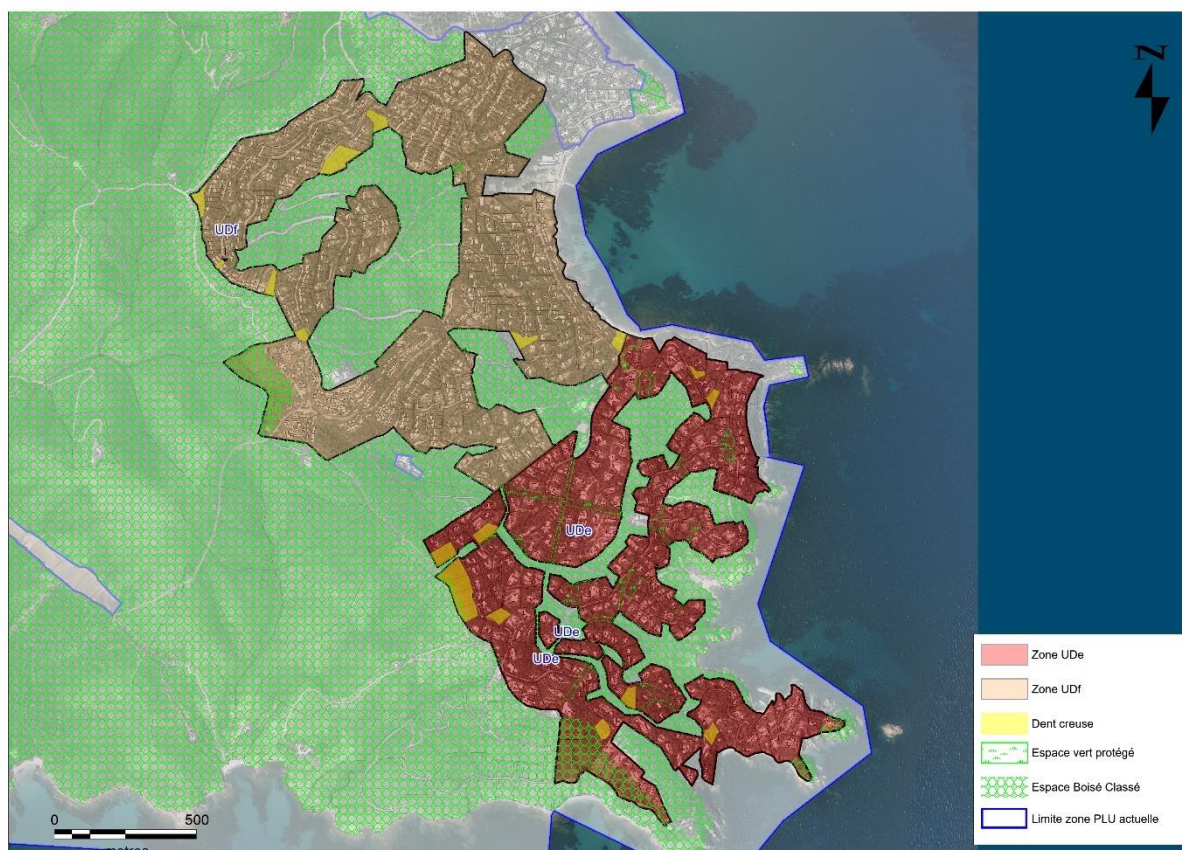 N
UDf
UDe
UDe
UDe
Zone UDe
Zone UDf
Dent creuse
Espace vert protégé
Espace Boisé Classé
Limite zone PLU actuelle
0 500